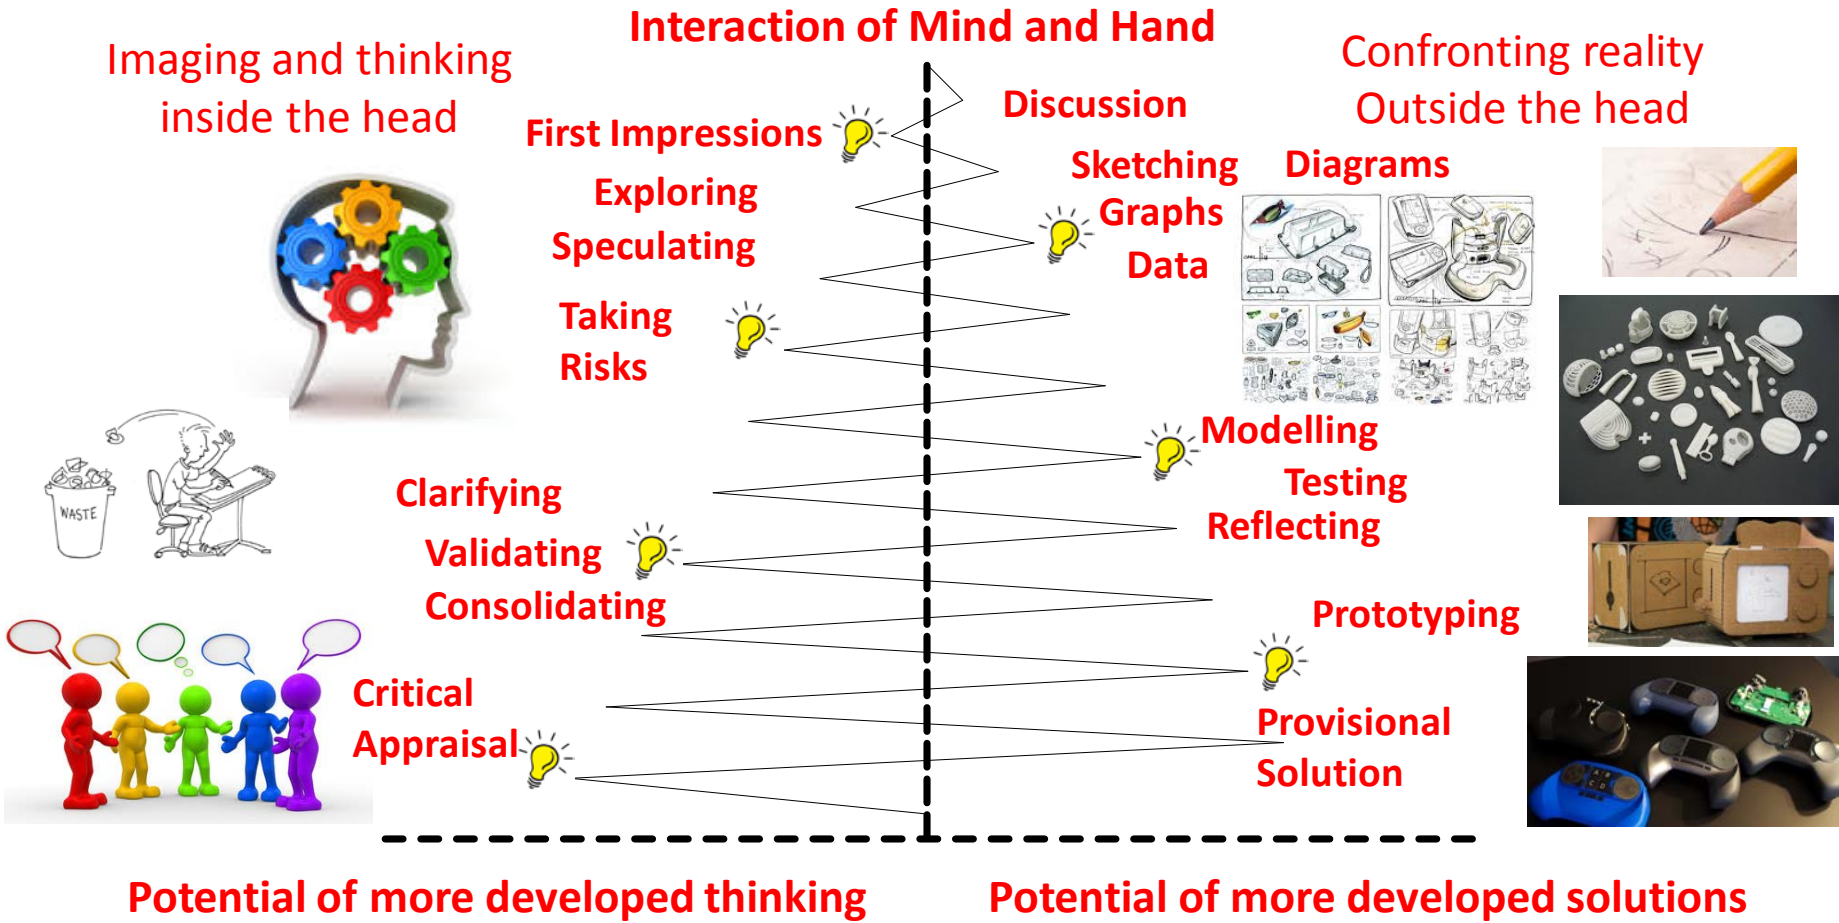 Interaction of Mind and Hand
Imaging and thinking
inside the head
Confronting reality
Outside the head
First Impressions
Exploring
Speculating
Taking
Risks
Clarifying
Validating
Consolidating
Critical
Appraisal
Discussion
Sketching
Diagrams
Graphs
Data
Modelling
Testing
Reflecting
Prototyping
Provisional
Solution
WASTE
Potential of more developed thinking
Potential of more developed solutions